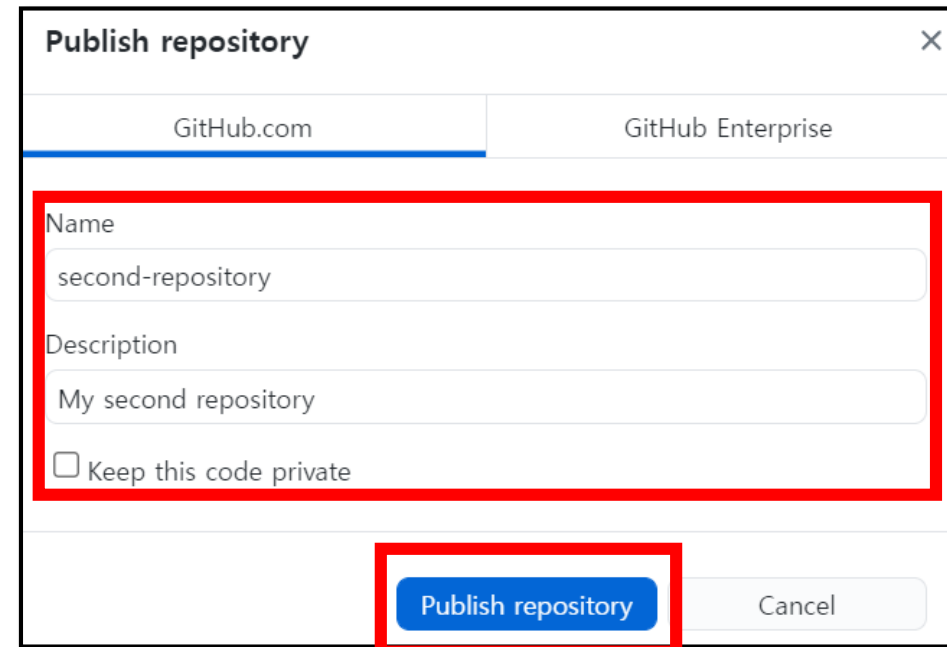 Publish repository
GitHub.com GitHub Enterprise
Name
second-repository
Description
My second repository
Keep this code private
Publish repository Cancel